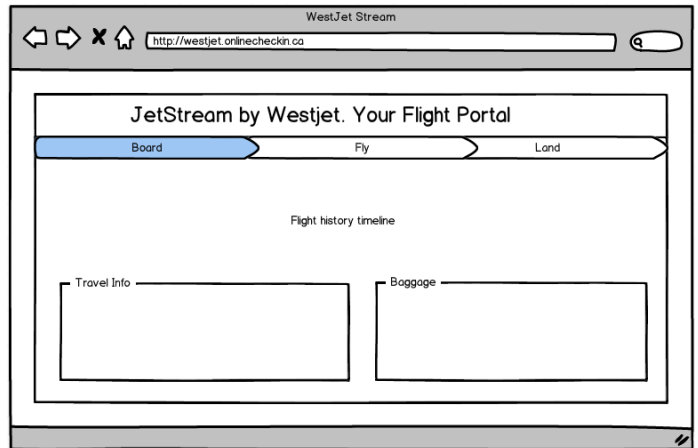 WestJet Stream
http://westjet.onlinecheckin.ca
JetStream by Westjet. Your Flight Portal
Board
Fly
Land
Flight history timeline
Travel Info
Baggage